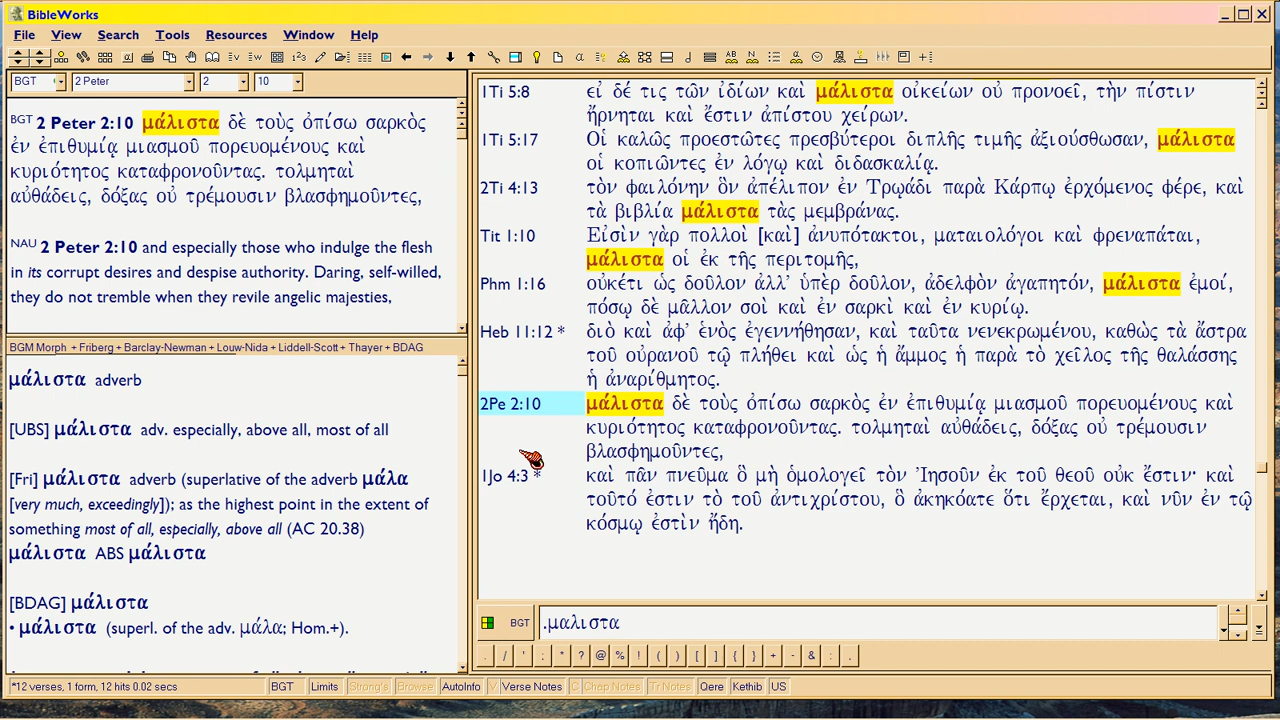 BibleWorks
File View Search Tools Resources Window Help
BGT 2 Peter 2 10
BGT 2 Peter 2:10 μάλιστα δὲ τοὺς ὀπίσω σαρκὸς
ἐν ἐπιθυμίᾳ μιασμοῦ πορευομένους καὶ
κυριότητος καταφρονοῦντας. τολμηταὶ
αὐθάδεις, δόξας οὐ τρέμουσιν βλασφημοῦντες,
NAU 2 Peter 2:10 and especially those who indulge the flesh
in its corrupt desires and despise authority. Daring, self-willed,
they do not tremble when they revile angelic majesties,
BGM Morph + Friberg + Barclay-Newman + Louw-Nida + Liddell-Scott + Thayer + BDAG
μάλιστα adverb
[UBS] μάλιστα adv. especially, above all, most of all
[Fri] μάλιστα adverb (superlative of the adverb μάλα
[very much, exceedingly]); as the highest point in the extent of
something most of all, especially, above all (AC 20.38)
μάλιστα ABS μάλιστα
[BDAG] μάλιστα
• μάλιστα (superl. of the adv. μάλα; Hom.+).
1Ti 5:8 εἰ δέ τις τῶν ἰδίων καὶ μάλιστα οἰκείων οὐ προνοεῖ, τὴν πίστιν
ἤρνηται καὶ ἔστιν ἀπίστου χείρων.
1Ti 5:17 Οἱ καλῶς προεστῶτες πρεσβύτεροι διπλῆς τιμῆς ἀξιούσθωσαν, μάλιστα
οἱ κοπιῶντες ἐν λόγῳ καὶ διδασκαλίᾳ.
2Ti 4:13 τὸν φαιλόνην ὃν ἀπέλιπον ἐν Τρῳάδι παρὰ Κάρπῳ ἐρχόμενος φέρε, καὶ
τὰ βιβλία μάλιστα τὰς μεμβράνας.
Tit 1:10 Εἰσὶν γὰρ πολλοὶ [καὶ] ἀνυπότακτοι, ματαιολόγοι καὶ φρεναπάται,
μάλιστα οἱ ἐκ τῆς περιτομῆς,
Phm 1:16 οὐκέτι ὡς δοῦλον ἀλλ’ ὑπὲρ δοῦλον, ἀδελφὸν ἀγαπητόν, μάλιστα ἐμοί,
πόσῳ δὲ μᾶλλον σοὶ καὶ ἐν σαρκὶ καὶ ἐν κυρίῳ.
Heb 11:12 * διὸ καὶ ἀφ’ ἑνὸς ἐγεννήθησαν, καὶ ταῦτα νενεκρωμένου, καθὼς τὰ ἄστρα
τοῦ οὐρανοῦ τῷ πλήθει καὶ ὡς ἡ ἄμμος ἡ παρὰ τὸ χεῖλος τῆς θαλάσσης
ἡ ἀναρίθμητος.
2Pe 2:10 μάλιστα δὲ τοὺς ὀπίσω σαρκὸς ἐν ἐπιθυμίᾳ μιασμοῦ πορευομένους καὶ
κυριότητος καταφρονοῦντας. τολμηταὶ αὐθάδεις, δόξας οὐ τρέμουσιν
βλασφημοῦντες,
1Jo 4:3 * καὶ πᾶν πνεῦμα ὃ μὴ ὁμολογεῖ τὸν Ἰησοῦν ἐκ τοῦ θεοῦ οὐκ ἔστιν· καὶ
τοῦτό ἐστιν τὸ τοῦ ἀντιχρίστου, ὃ ἀκηκόατε ὅτι ἔρχεται, καὶ νῦν ἐν τῷ
κόσμῳ ἐστὶν ἤδη.
BGT .μαλιστα
. / ' ; * ? @ % ! ( ) [ ] { } + - & : .
*12 verses, 1 form, 12 hits 0.02 secs BGT Limits Strong's Browse AutoInfo V Verse Notes C Chap Notes Tr Notes Qere Kethib US